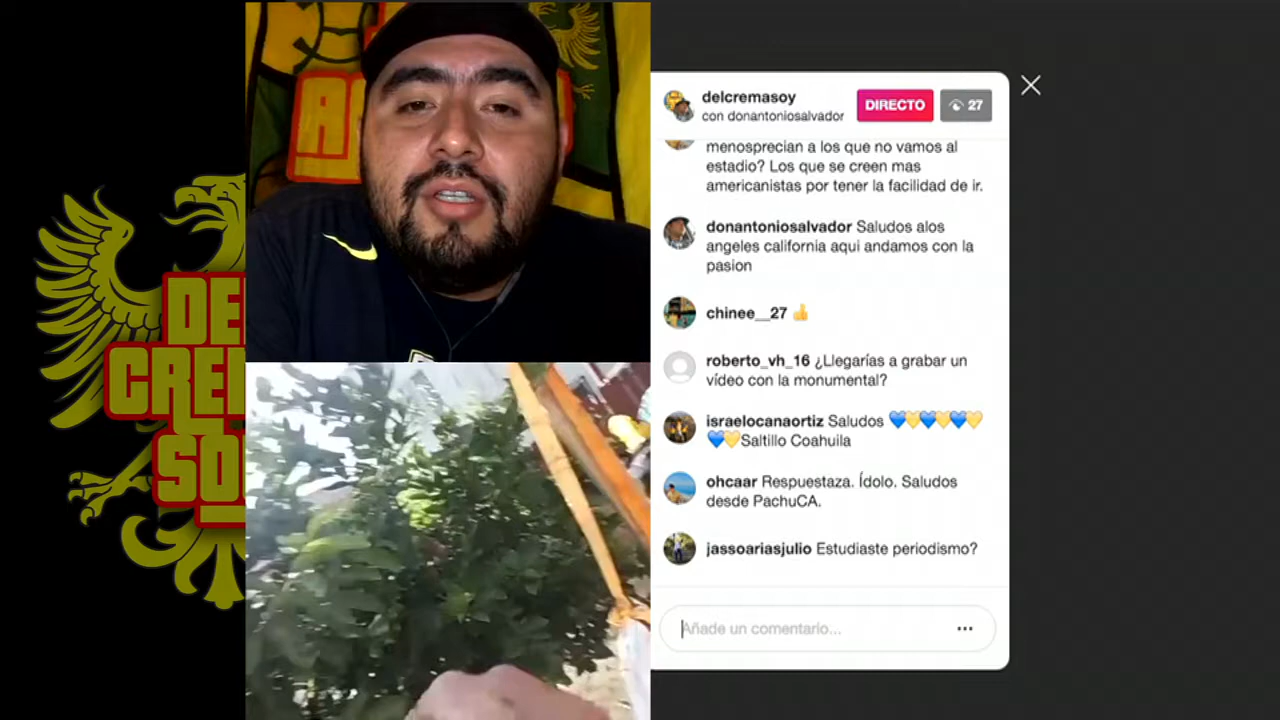 DE
CRE
SO
delcremasoy
con donantoniosalvador
DIRECTO
27
menosprecian a los que no vamos al
estadio? Los que se creen mas
americanistas por tener la facilidad de ir.
donantoniosalvador Saludos alos
angeles california aqui andamos con la
pasion
chinee__27 👍
roberto_vh_16 ¿Llegarías a grabar un
vídeo con la monumental?
israelocanaortiz Saludos 💙💛💙💛💙💛
💙💛Saltillo Coahuila
ohcaar Respuestaza. Ídolo. Saludos
desde PachuCA.
jassoariasjulio Estudiaste periodismo?
Añade un comentario...